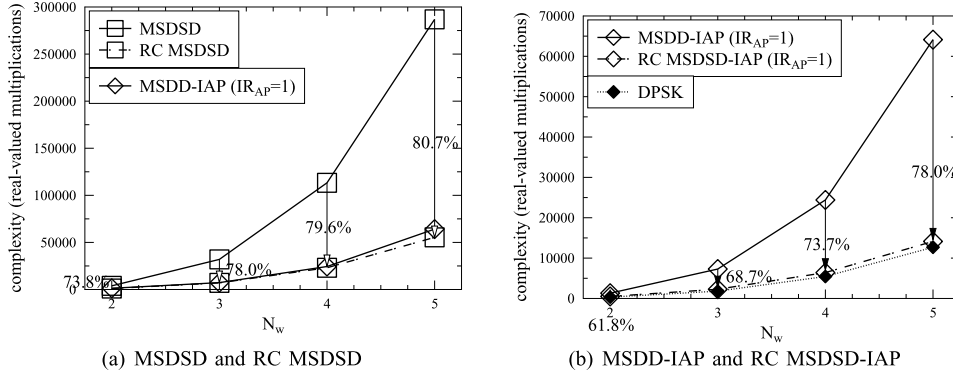 complexity (real-valued multiplications)
300000
250000
200000
150000
100000
50000
0
MSDSD
RC MSDSD
MSDD-IAP (IR_AP=1)
73.8%
78.0%
79.6%
80.7%
2 3 4 5
N_w
(a) MSDSD and RC MSDSD
complexity (real-valued multiplications)
70000
60000
50000
40000
30000
20000
10000
0
MSDD-IAP (IR_AP=1)
RC MSDSD-IAP (IR_AP=1)
DPSK
61.8%
68.7%
73.7%
78.0%
2 3 4 5
N_w
(b) MSDD-IAP and RC MSDSD-IAP